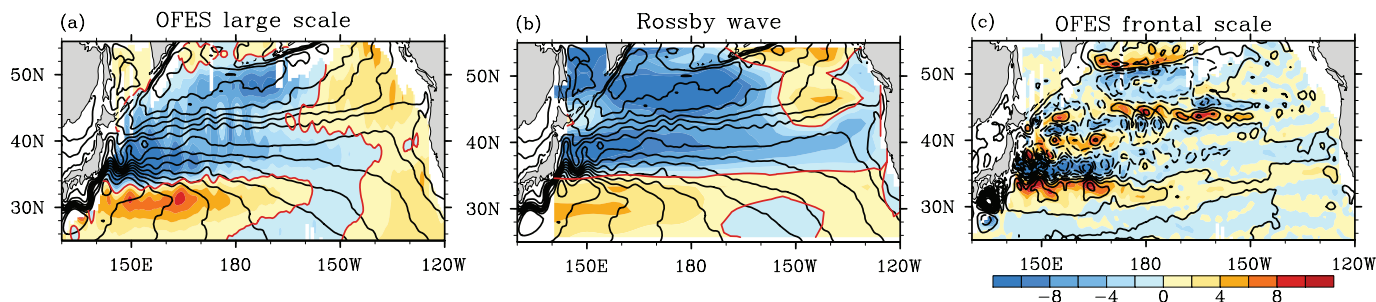 (a) OFES large scale
(b) Rossby wave
(c) OFES frontal scale
50N
40N
30N
150E 180 150W 120W
50N
40N
30N
150E 180 150W 120W
50N
40N
30N
150E 180 150W 120W
-8 -4 0 4 8